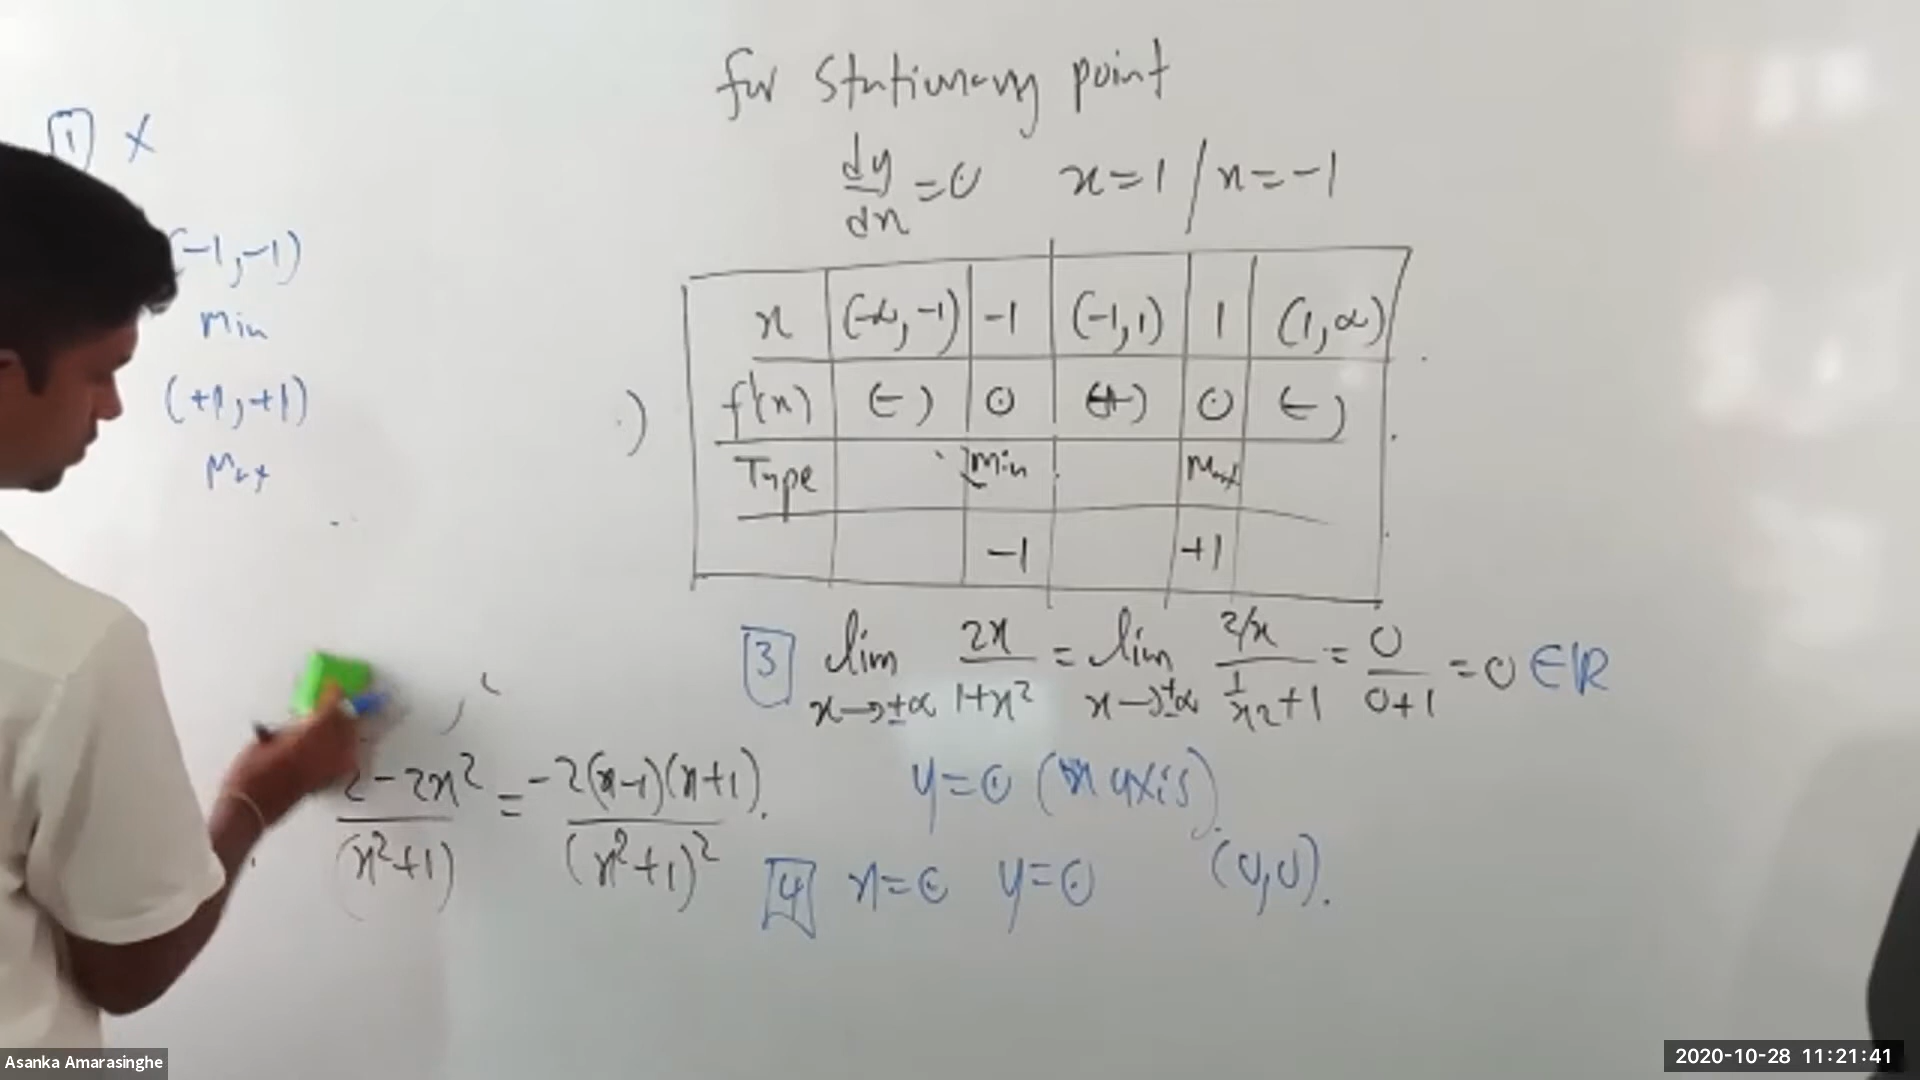 for stationary point
dy/dx = 0   x = 1 / x = -1
[1] ×
(-1,-1)
Min
(+1,+1)
Max
x | (-∝,-1) | -1 | (-1,1) | 1 | (1,∝)
f'(x) | (-) | 0 | (+) | 0 | (-)
Type | | Min | | Max |
-1 | | +1
[3] lim x→±∝ 2x/1+x² = lim x→±∝ 2/x / 1/x2+1 = 0/0+1 = 0 ∈ IR
2-2x²/(x²+1) = -2(x-1)(x+1)/(x²+1)².
y=0 (x axis)
[4] x=0 y=0 (0,0).
Asanka Amarasinghe
2020-10-28 11:21:41